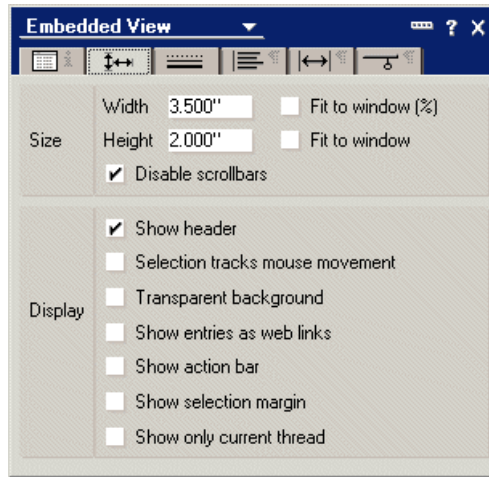 Embedded View
Width 3.500" Fit to window (%)
Size Height 2.000" Fit to window
Disable scrollbars
Show header
Selection tracks mouse movement
Transparent background
Display
Show entries as web links
Show action bar
Show selection margin
Show only current thread